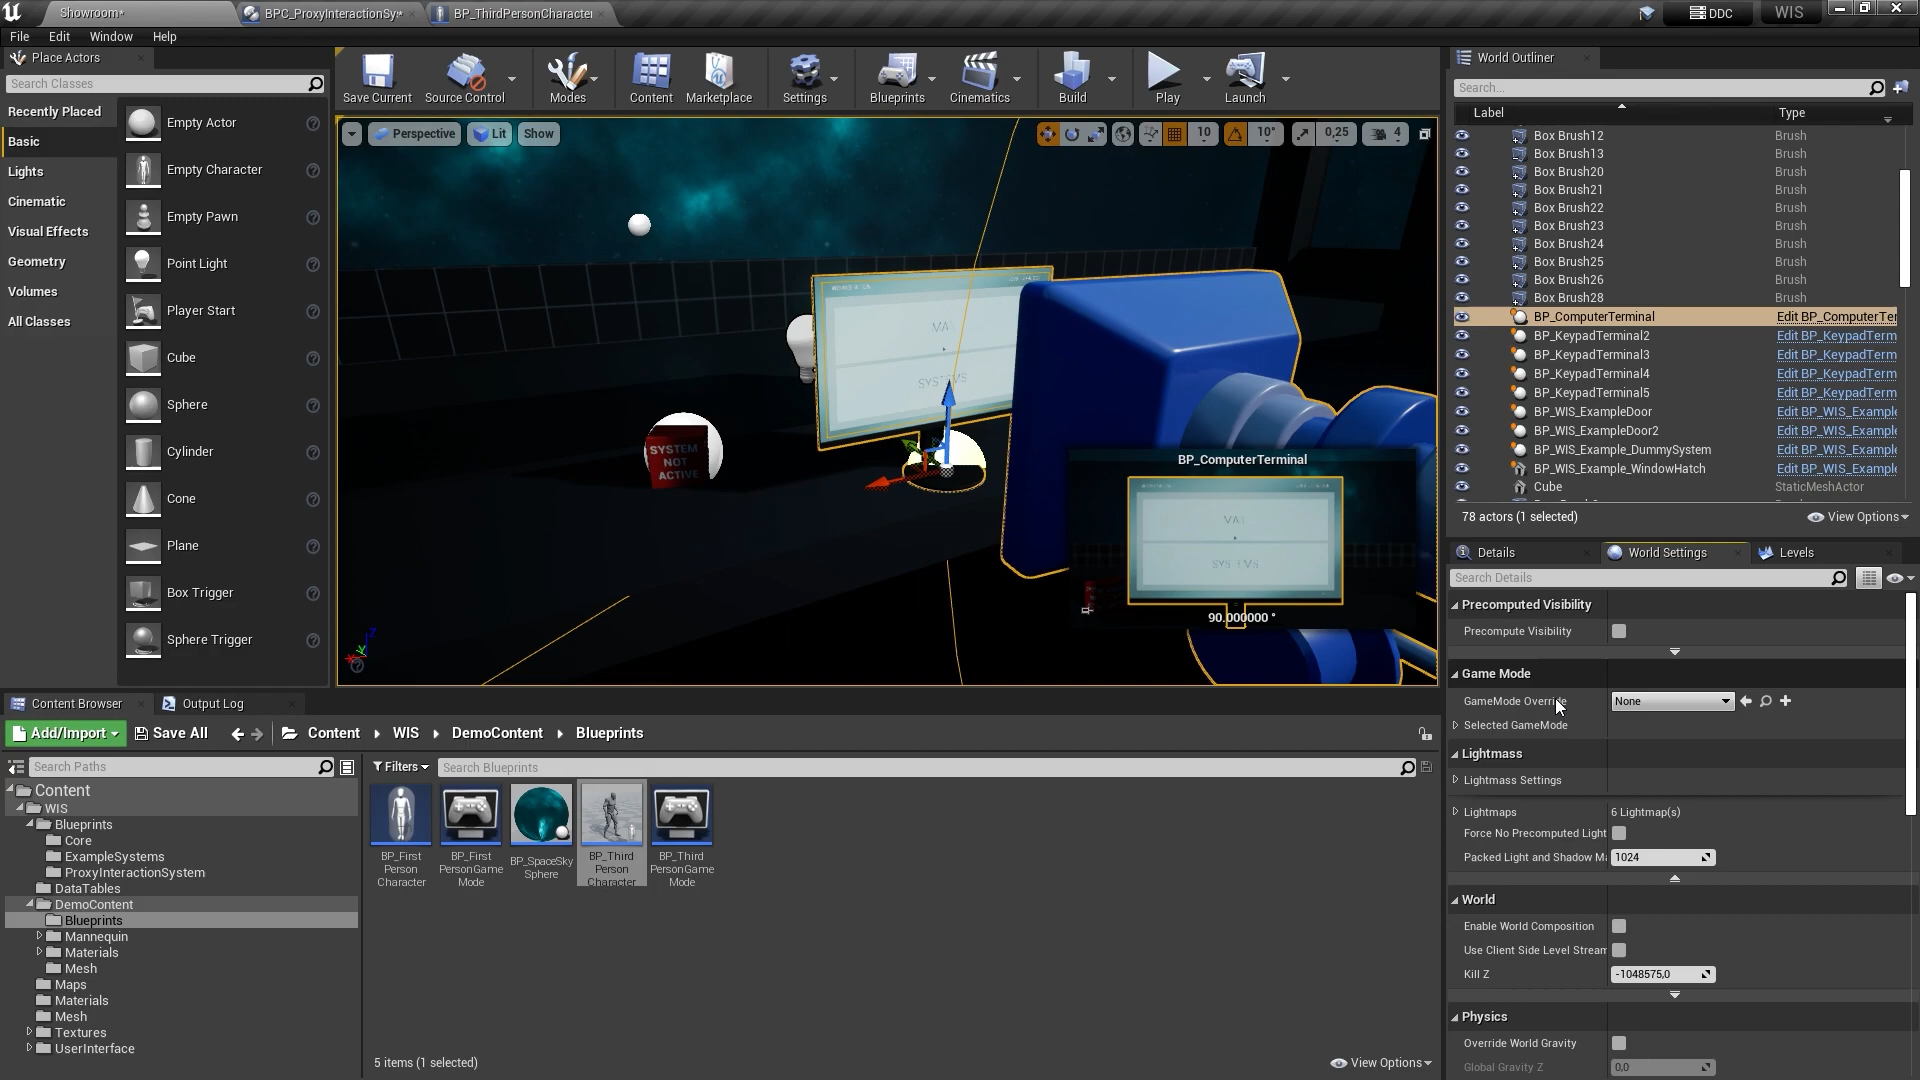 Showroom*
BPC_ProxyInteractionSy*
BP_ThirdPersonCharacter
DDC
WIS
File Edit Window Help
Place Actors
Search Classes
Recently Placed
Basic
Lights
Cinematic
Visual Effects
Geometry
Volumes
All Classes
Empty Actor
Empty Character
Empty Pawn
Point Light
Player Start
Cube
Sphere
Cylinder
Cone
Plane
Box Trigger
Sphere Trigger
Save Current
Source Control
Modes
Content
Marketplace
Settings
Blueprints
Cinematics
Build
Play
Launch
Perspective Lit Show
10 10° 0,25 4
SYSTEM
NOT
ACTIVE
SYSTEMS
BP_ComputerTerminal
90.000000 °
World Outliner
Search...
Label Type
Box Brush12 Brush
Box Brush13 Brush
Box Brush20 Brush
Box Brush21 Brush
Box Brush22 Brush
Box Brush23 Brush
Box Brush24 Brush
Box Brush25 Brush
Box Brush26 Brush
Box Brush28 Brush
BP_ComputerTerminal Edit BP_ComputerTer
BP_KeypadTerminal2 Edit BP_KeypadTerm
BP_KeypadTerminal3 Edit BP_KeypadTerm
BP_KeypadTerminal4 Edit BP_KeypadTerm
BP_KeypadTerminal5 Edit BP_KeypadTerm
BP_WIS_ExampleDoor Edit BP_WIS_Example
BP_WIS_ExampleDoor2 Edit BP_WIS_Example
BP_WIS_Example_DummySystem Edit BP_WIS_Example
BP_WIS_Example_WindowHatch Edit BP_WIS_Example
Cube StaticMeshActor
78 actors (1 selected)
View Options
Details
World Settings
Levels
Search Details
Precomputed Visibility
Precompute Visibility
Game Mode
GameMode Override None
Selected GameMode
Lightmass
Lightmass Settings
Lightmaps 6 Lightmap(s)
Force No Precomputed Light
Packed Light and Shadow Ma 1024
World
Enable World Composition
Use Client Side Level Stream
Kill Z -1048575,0
Physics
Override World Gravity
Global Gravity Z 0,0
Content Browser
Output Log
Add/Import
Save All
Content WIS DemoContent Blueprints
Search Paths
Filters
Search Blueprints
Content
WIS
Blueprints
Core
ExampleSystems
ProxyInteractionSystem
DataTables
DemoContent
Blueprints
Mannequin
Materials
Mesh
Maps
Materials
Mesh
Textures
UserInterface
BP_First
Person
Character
BP_First
PersonGame
Mode
BP_SpaceSky
Sphere
BP_Third
Person
Character
BP_Third
PersonGame
Mode
5 items (1 selected)
View Options